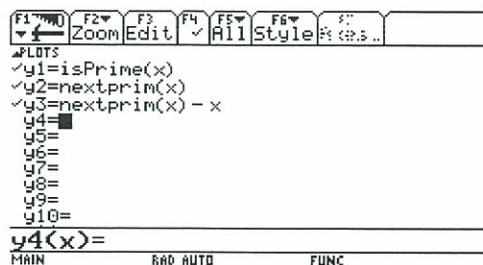 F1 F2 F3 F4 F5 F6
Zoom Edit ✓ All Style
PLOTS
✓y1=isPrime(x)
✓y2=nextprim(x)
✓y3=nextprim(x)-x
y4=
y5=
y6=
y7=
y8=
y9=
y10=
y4(x)=
MAIN RAD AUTO FUNC